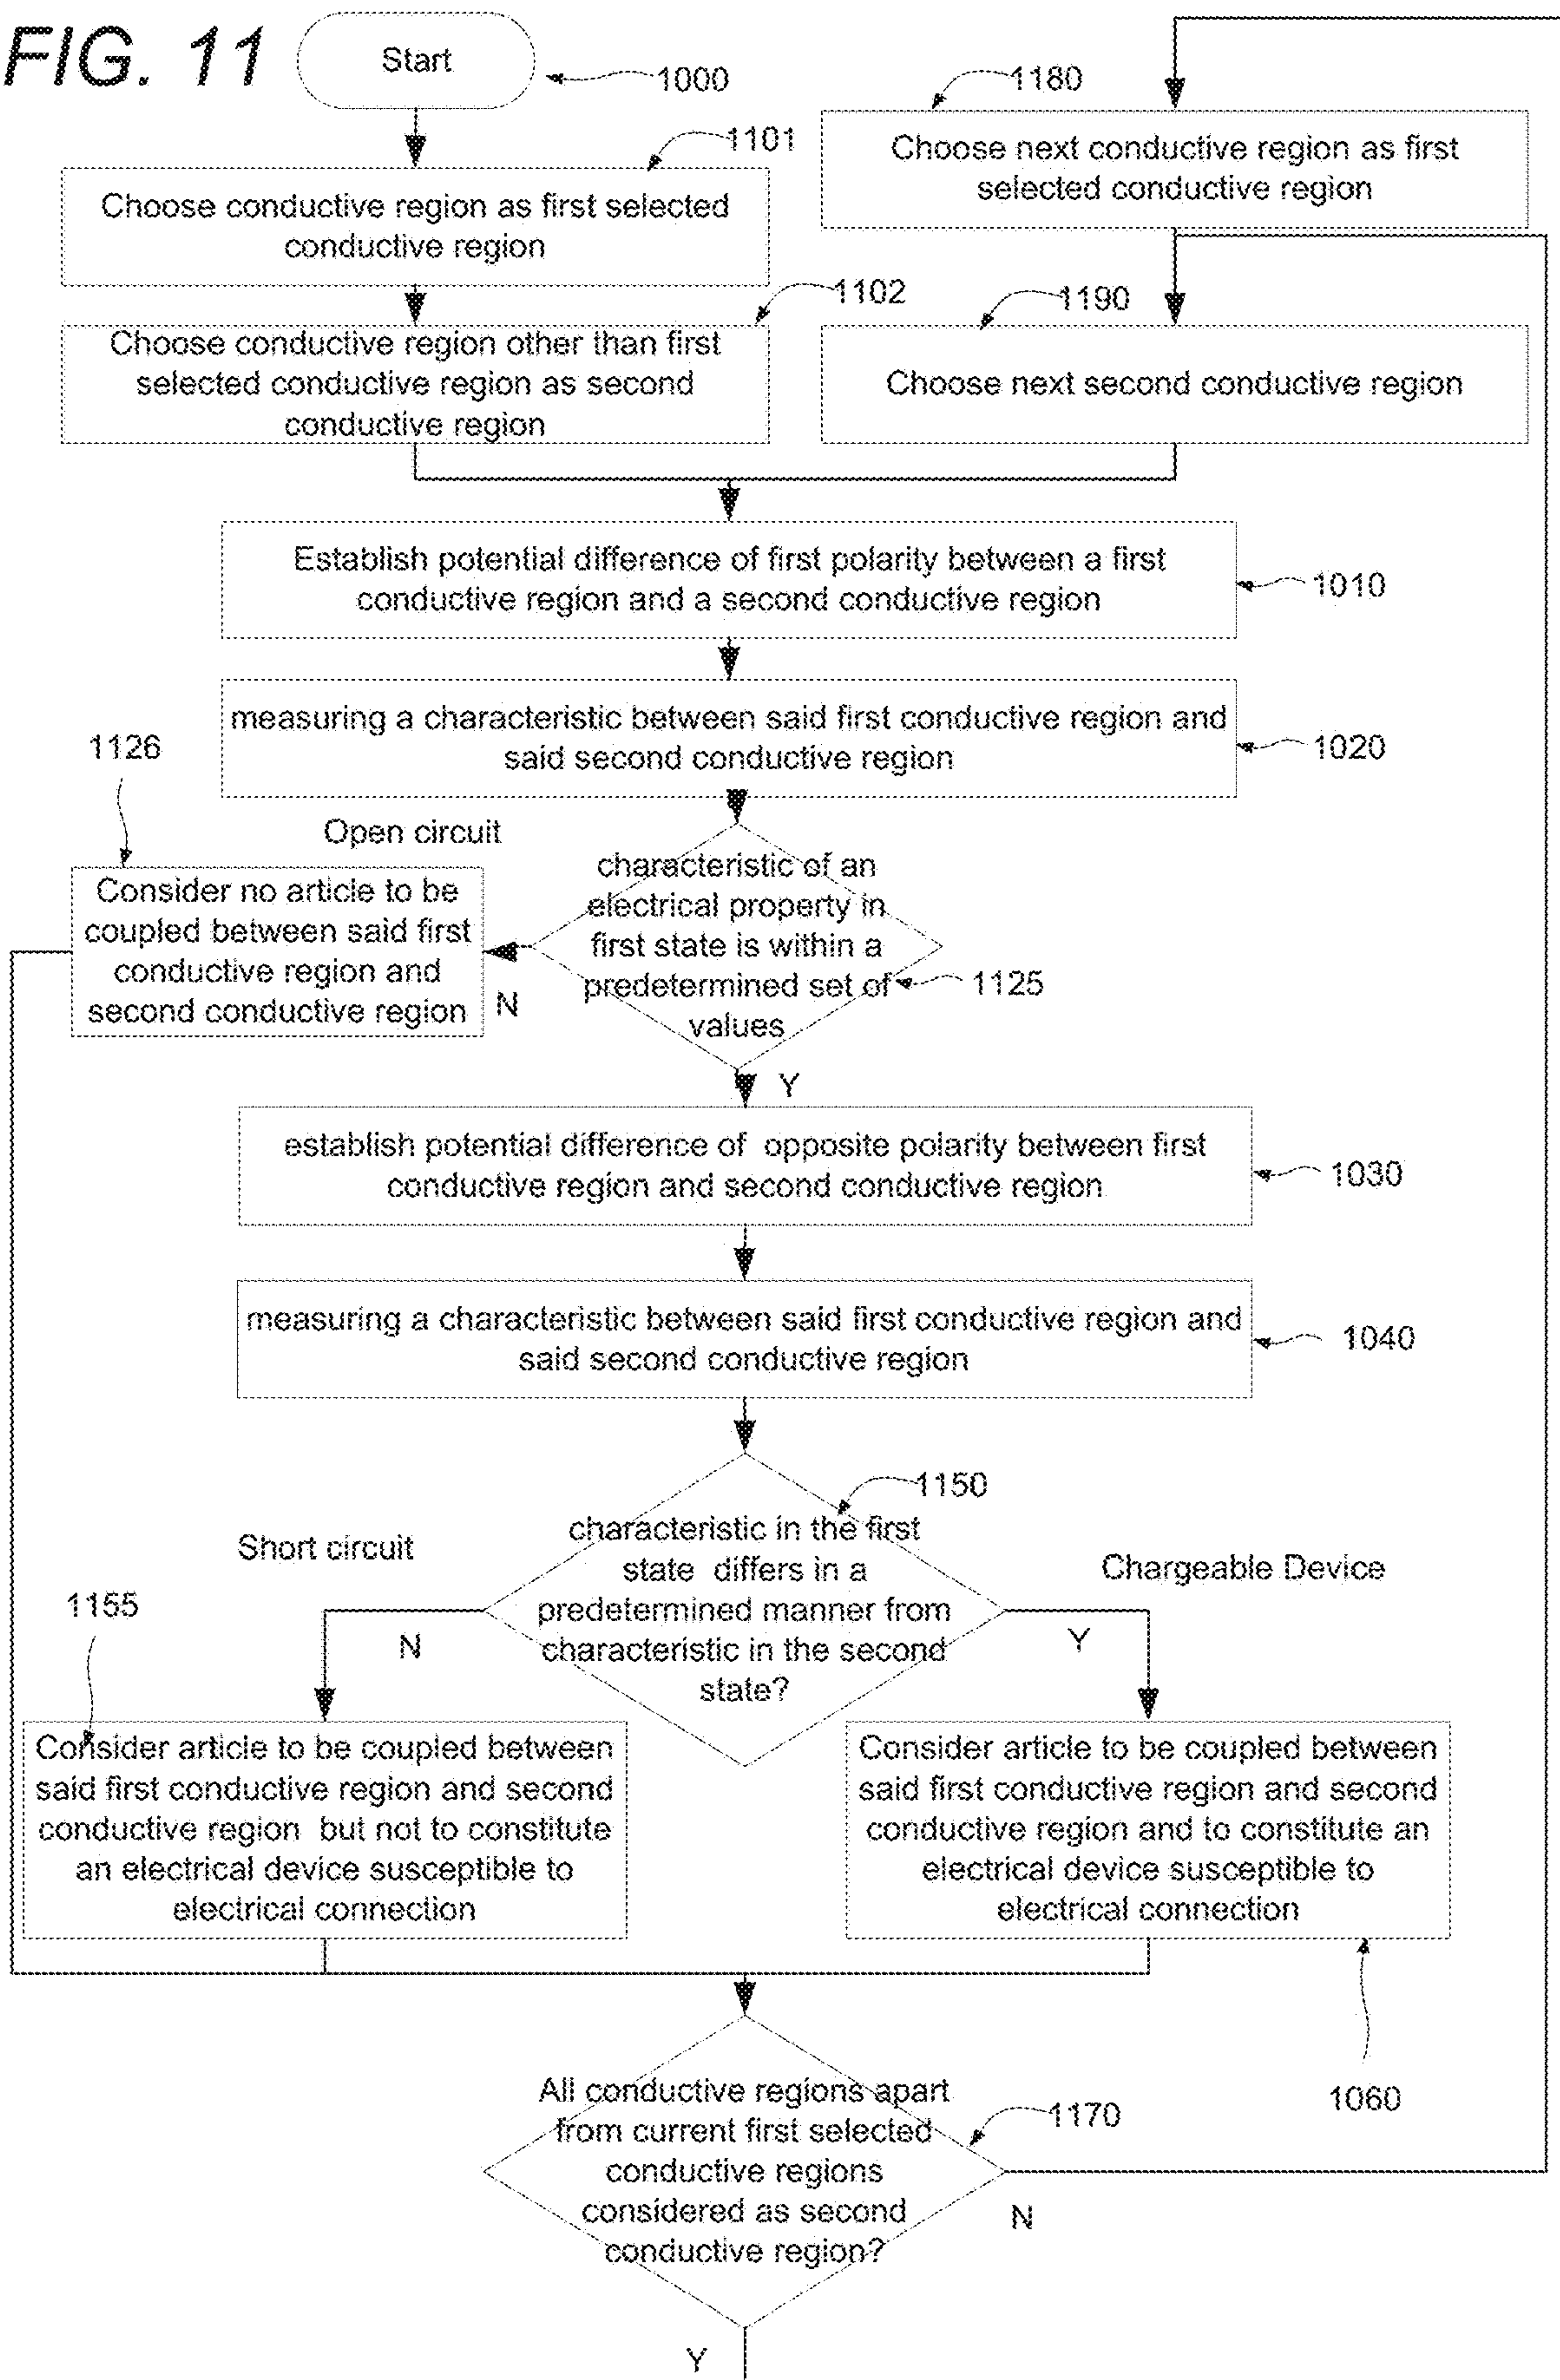 FIG. 11
Start
1000
1101
Choose conductive region as first selected
conductive region
1102
Choose conductive region other than first
selected conductive region as second
conductive region
1180
Choose next conductive region as first
selected conductive region
1190
Choose next second conductive region
Establish potential difference of first polarity between a first
conductive region and a second conductive region
1010
measuring a characteristic between said first conductive region and
said second conductive region
1020
1126
Open circuit
Consider no article to be
coupled between said first
conductive region and
second conductive region
N
characteristic of an
electrical property in
first state is within a
predetermined set of
values
1125
Y
establish potential difference of opposite polarity between first
conductive region and second conductive region
1030
measuring a characteristic between said first conductive region and
said second conductive region
1040
1150
characteristic in the first
state differs in a
predetermined manner from
characteristic in the second
state?
Short circuit
Chargeable Device
1155
N
Y
Consider article to be coupled between
said first conductive region and second
conductive region but not to constitute
an electrical device susceptible to
electrical connection
Consider article to be coupled between
said first conductive region and second
conductive region and to constitute an
electrical device susceptible to
electrical connection
1060
All conductive regions apart
from current first selected
conductive regions
considered as second
conductive region?
1170
N
Y